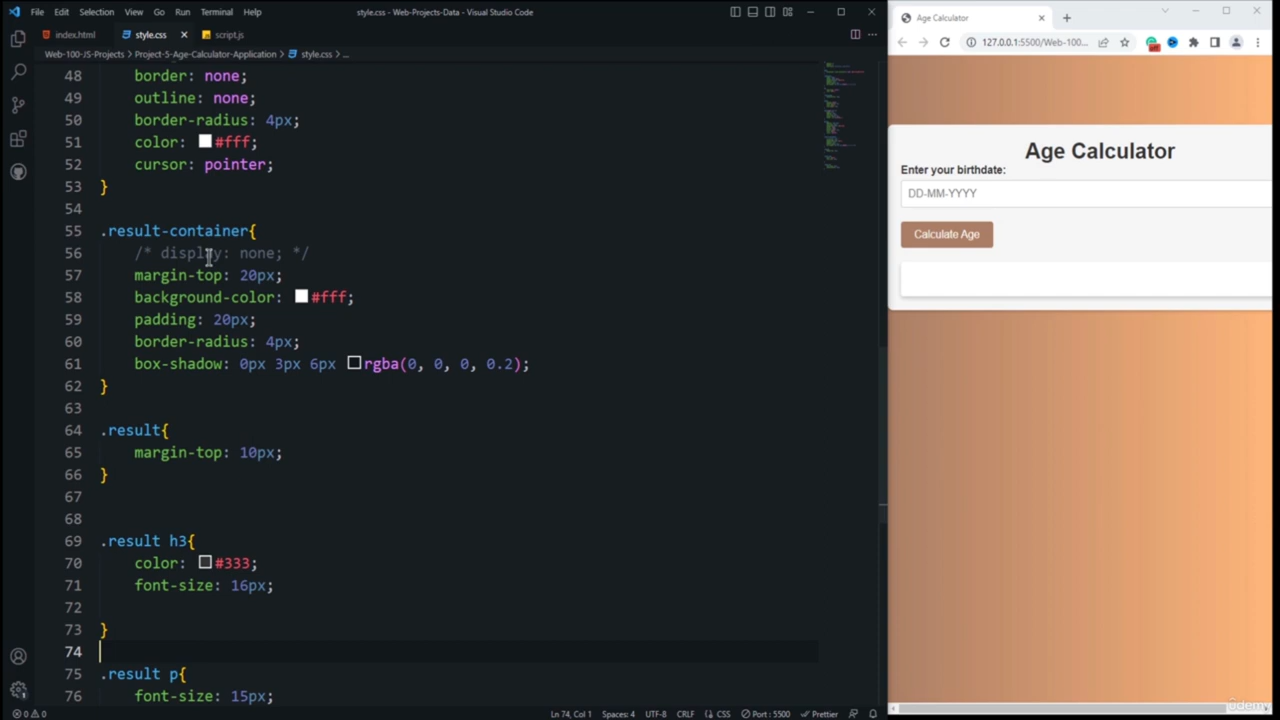 File Edit Selection View Go Run Terminal Help
style.css - Web-Projects-Data - Visual Studio Code
index.html style.css script.js
Web-100-JS-Projects > Project-5-Age-Calculator-Application > style.css > ...
48 border: none;
49 outline: none;
50 border-radius: 4px;
51 color: #fff;
52 cursor: pointer;
53 }
54
55 .result-container{
56 /* display: none; */
57 margin-top: 20px;
58 background-color: #fff;
59 padding: 20px;
60 border-radius: 4px;
61 box-shadow: 0px 3px 6px rgba(0, 0, 0, 0.2);
62 }
63
64 .result{
65 margin-top: 10px;
66 }
67
68
69 .result h3{
70 color: #333;
71 font-size: 16px;
72
73 }
74
75 .result p{
76 font-size: 15px;
0 0 Ln 74, Col 1 Spaces: 4 UTF-8 CRLF CSS Port : 5500 Prettier
Age Calculator
127.0.0.1:5500/Web-100...
Age Calculator
Enter your birthdate:
DD-MM-YYYY
Calculate Age
ûdemy